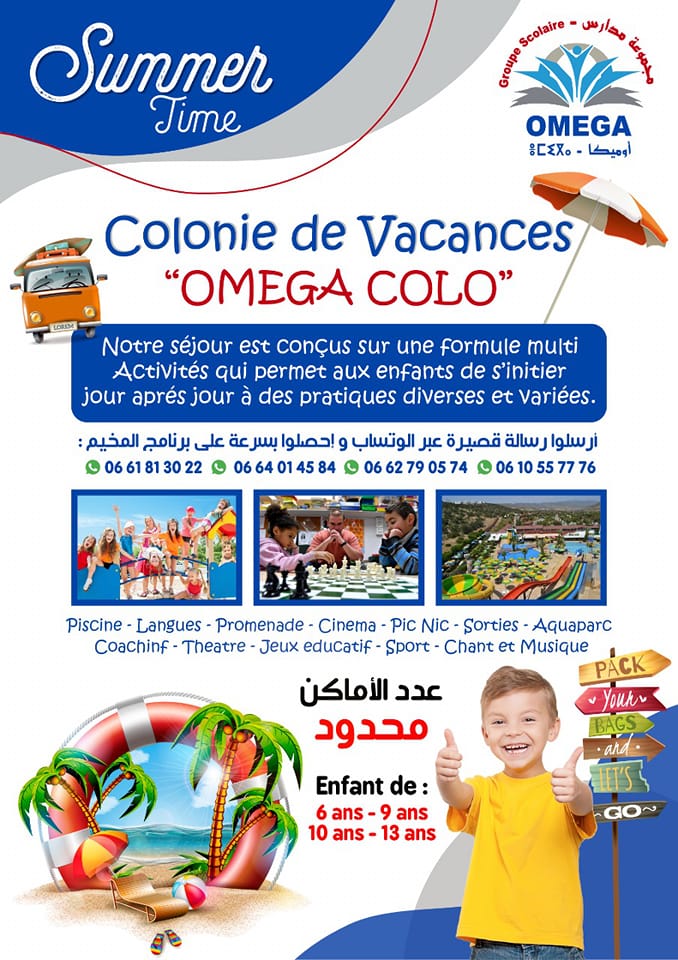 Summer
Time
Groupe Scolaire - مجموعة مدارس
OMEGA
ⵓⵎⵉⴳⴰ - أوميكا
Colonie de Vacances
“OMEGA COLO”
LOREM
Notre séjour est conçus sur une formule multi
Activités qui permet aux enfants de s’initier
jour aprés jour à des pratiques diverses et variées.
أرسلوا رسالة قصيرة عبر الوتساب و إحصلوا بسرعة على برنامج المخيم :
06 61 81 30 22 06 64 01 45 84 06 62 79 05 74 06 10 55 77 76
Piscine - Langues - Promenade - Cinema - Pic Nic - Sorties - Aquaparc
Coachinf - Theatre - Jeux educatif - Sport - Chant et Musique
عدد الأماكن
محدود
Enfant de :
6 ans - 9 ans
10 ans - 13 ans
PACK
YOUR
BAGS
and
LET'S
GO